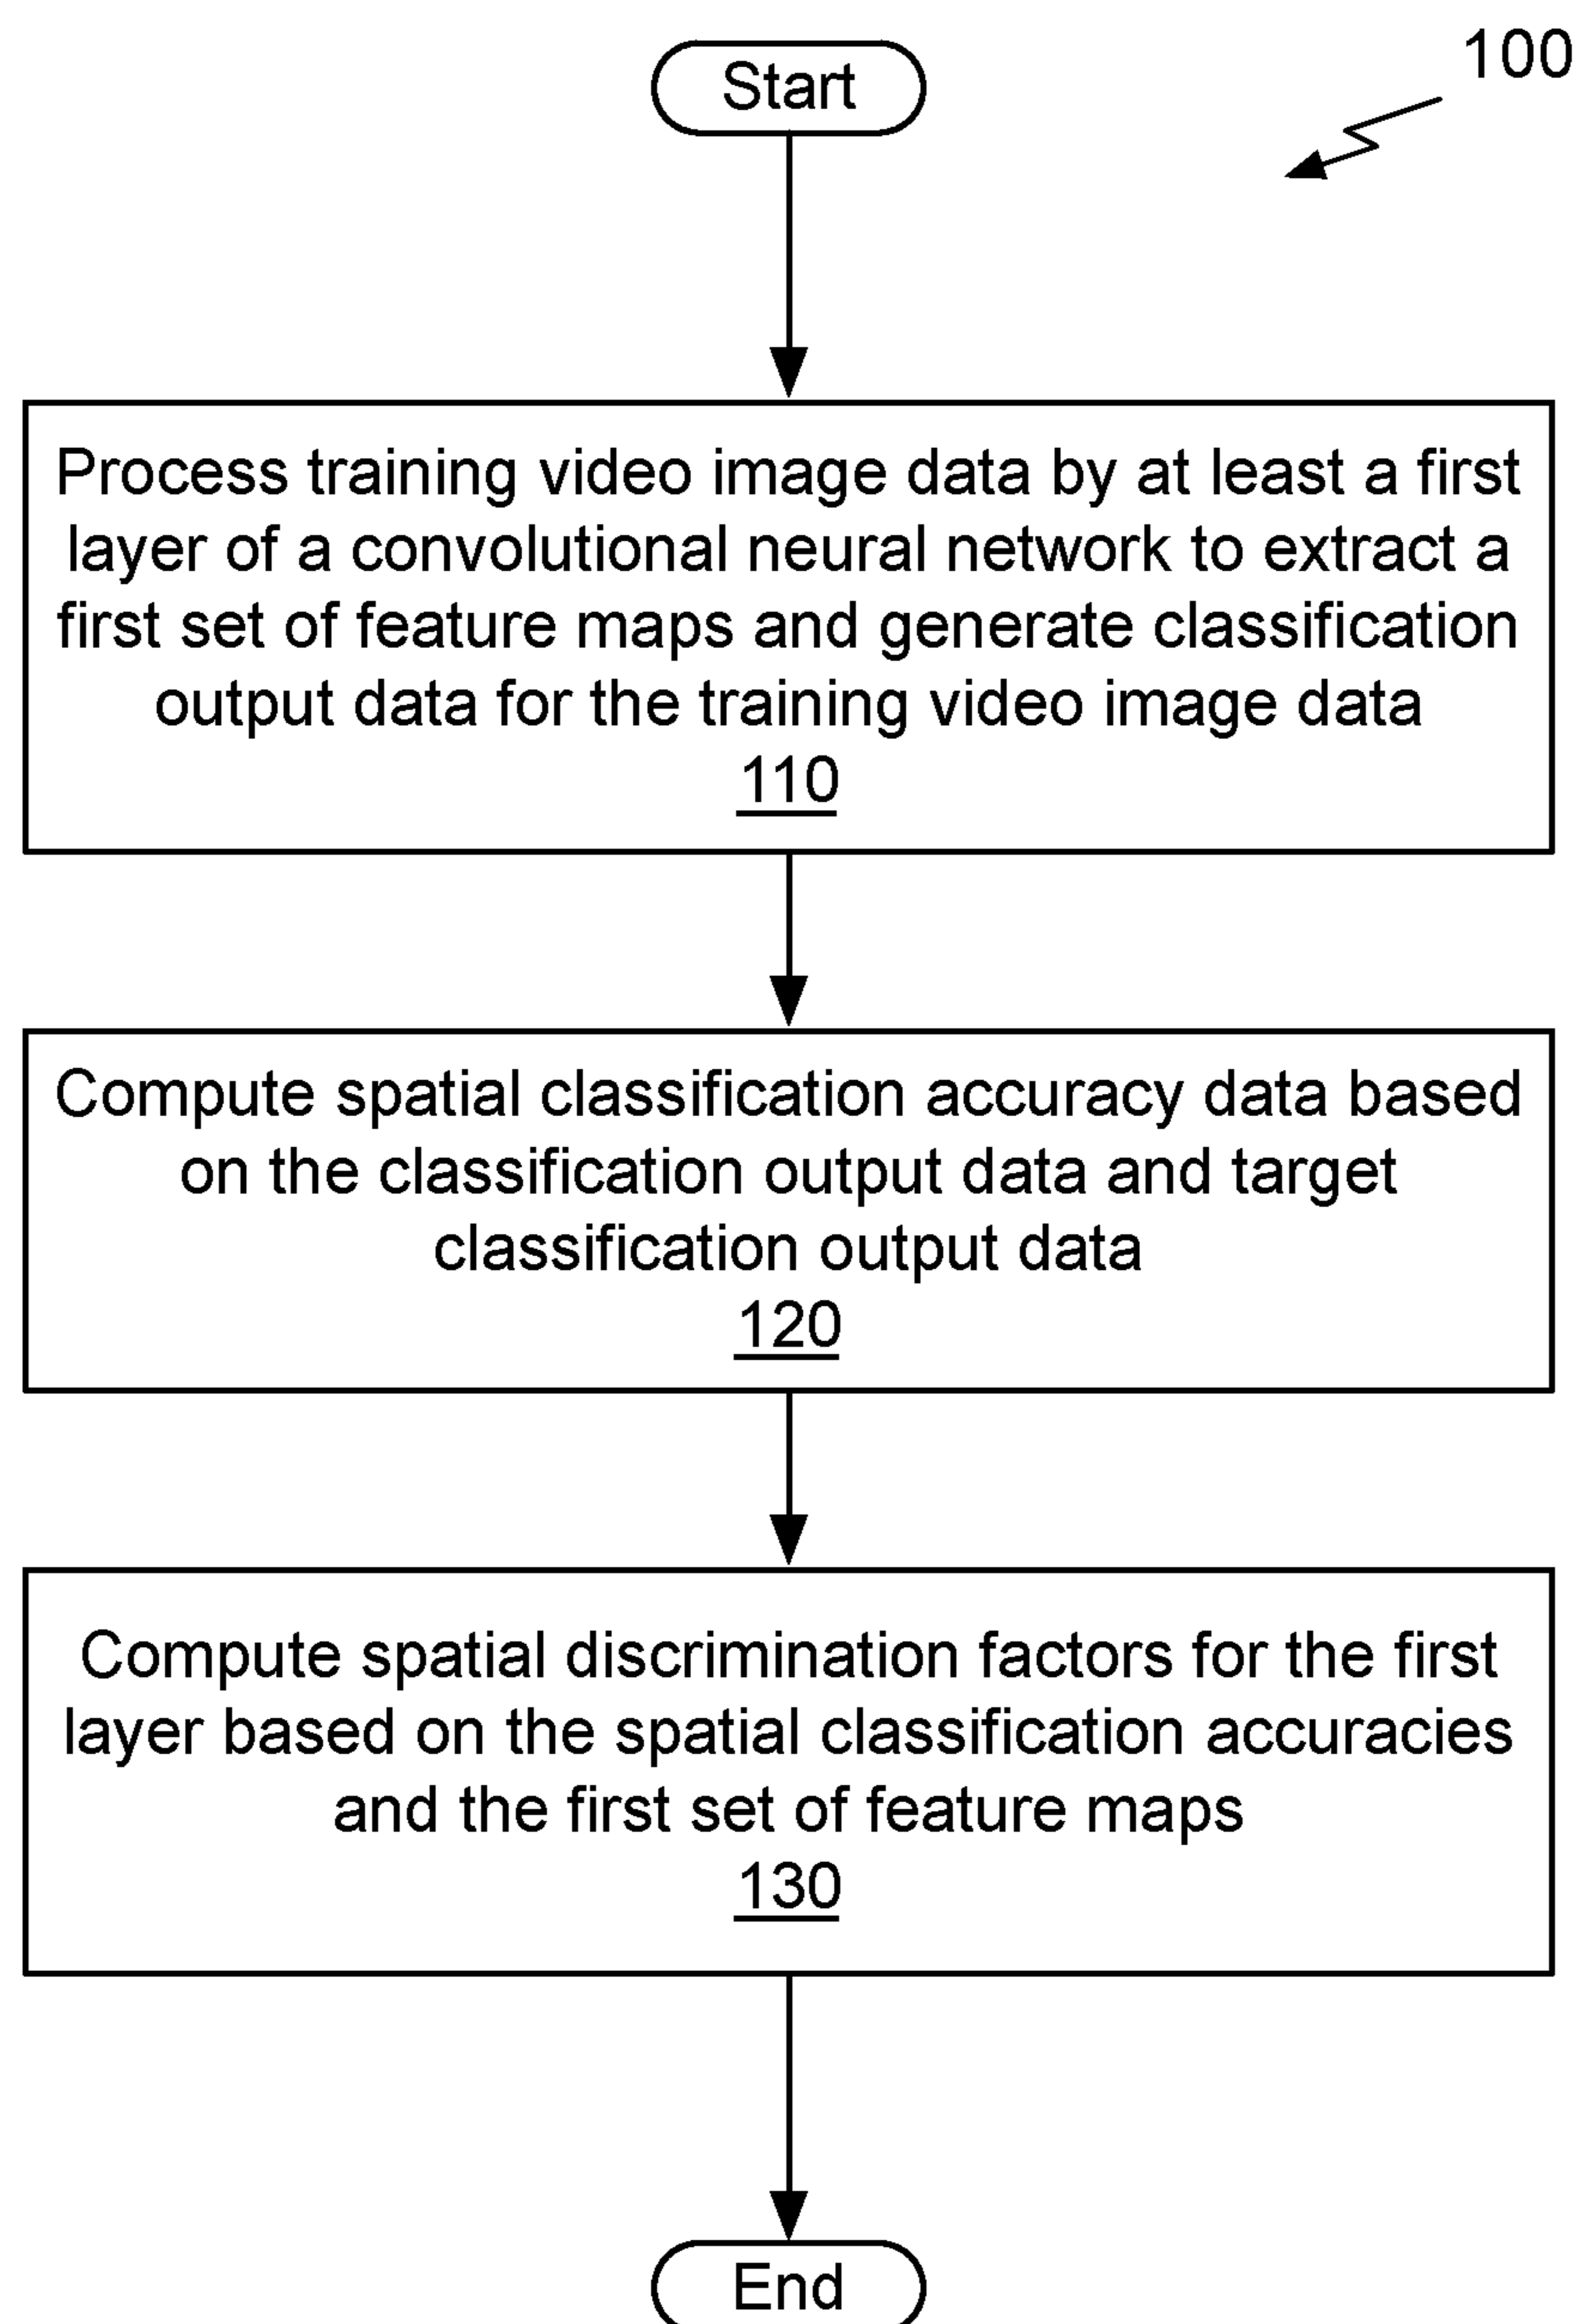 Start
100
Process training video image data by at least a first
layer of a convolutional neural network to extract a
first set of feature maps and generate classification
output data for the training video image data
110
Compute spatial classification accuracy data based
on the classification output data and target
classification output data
120
Compute spatial discrimination factors for the first
layer based on the spatial classification accuracies
and the first set of feature maps
130
End